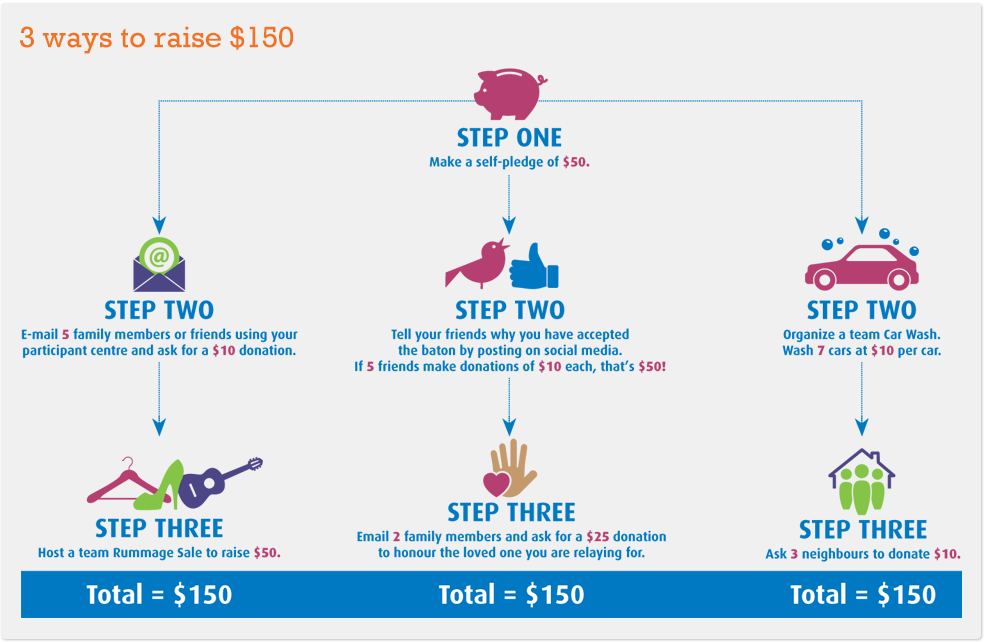 3 ways to raise $150
STEP ONE
Make a self-pledge of $50.
@
STEP TWO
E-mail 5 family members or friends using your
participant centre and ask for a $10 donation.
STEP TWO
Tell your friends why you have accepted
the baton by posting on social media.
If 5 friends make donations of $10 each, that's $50!
STEP TWO
Organize a team Car Wash.
Wash 7 cars at $10 per car.
STEP THREE
Host a team Rummage Sale to raise $50.
STEP THREE
Email 2 family members and ask for a $25 donation
to honour the loved one you are relaying for.
STEP THREE
Ask 3 neighbours to donate $10.
Total = $150
Total = $150
Total = $150